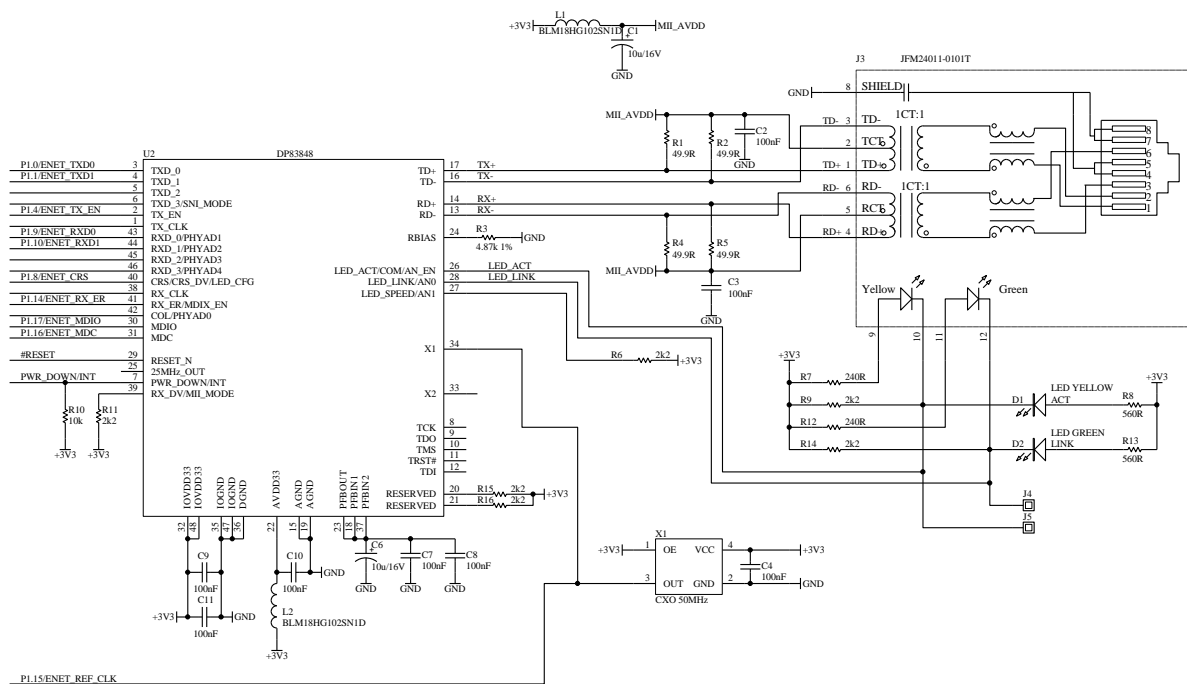 L1
+3V3
BLM18HG102SN1D
MII_AVDD
+
C1
10u/16V
GND
J3
JFM24011-0101T
GND
8
SHIELD
1CT:1
MII_AVDD
R1
49.9R
R2
49.9R
C2
100nF
GND
TD-
3
TD-
2
TCT
TD+
1
TD+
RD-
6
RD-
1CT:1
5
RCT
RD+
4
RD+
8
7
6
5
4
3
2
1
U2
DP83848
P1.0/ENET_TXD0
3
TXD_0
P1.1/ENET_TXD1
4
TXD_1
5
TXD_2
6
TXD_3/SNI_MODE
P1.4/ENET_TX_EN
2
TX_EN
1
TX_CLK
P1.9/ENET_RXD0
43
RXD_0/PHYAD1
P1.10/ENET_RXD1
44
RXD_1/PHYAD2
45
RXD_2/PHYAD3
46
RXD_3/PHYAD4
P1.8/ENET_CRS
40
CRS/CRS_DV/LED_CFG
38
RX_CLK
P1.14/ENET_RX_ER
41
RX_ER/MDIX_EN
42
COL/PHYAD0
P1.17/ENET_MDIO
30
MDIO
P1.16/ENET_MDC
31
MDC
#RESET
29
RESET_N
25
25MHz_OUT
PWR_DOWN/INT
7
PWR_DOWN/INT
39
RX_DV/MII_MODE
R10
10k
R11
2k2
+3V3
+3V3
TD+
17
TX+
TD-
16
TX-
RD+
14
RX+
RD-
13
RX-
RBIAS
24
R3
4.87k 1%
GND
LED_ACT/COM/AN_EN
26
LED_ACT
LED_LINK/AN0
28
LED_LINK
LED_SPEED/AN1
27
X1
34
X2
33
TCK
8
TDO
9
TMS
10
TRST#
11
TDI
12
RESERVED
20
R15
2k2
RESERVED
21
R16
2k2
+3V3
R4
49.9R
R5
49.9R
MII_AVDD
C3
100nF
GND
Yellow
Green
9
10
11
12
R6
2k2
+3V3
+3V3
R7
240R
R9
2k2
R12
240R
R14
2k2
D1
LED YELLOW
ACT
R8
560R
+3V3
D2
LED GREEN
LINK
R13
560R
J4
J5
IOVDD33
IOVDD33
IOGND
IOGND
DGND
AVDD33
AGND
AGND
PFBOUT
PFBIN1
PFBIN2
32
48
35
47
36
22
15
19
23
18
37
C9
100nF
C11
100nF
+3V3
GND
C10
100nF
GND
L2
BLM18HG102SN1D
+3V3
+
C6
10u/16V
GND
C7
100nF
GND
C8
100nF
GND
X1
+3V3
1
OE
VCC
4
+3V3
3
OUT
GND
2
GND
CXO 50MHz
C4
100nF
P1.15/ENET_REF_CLK